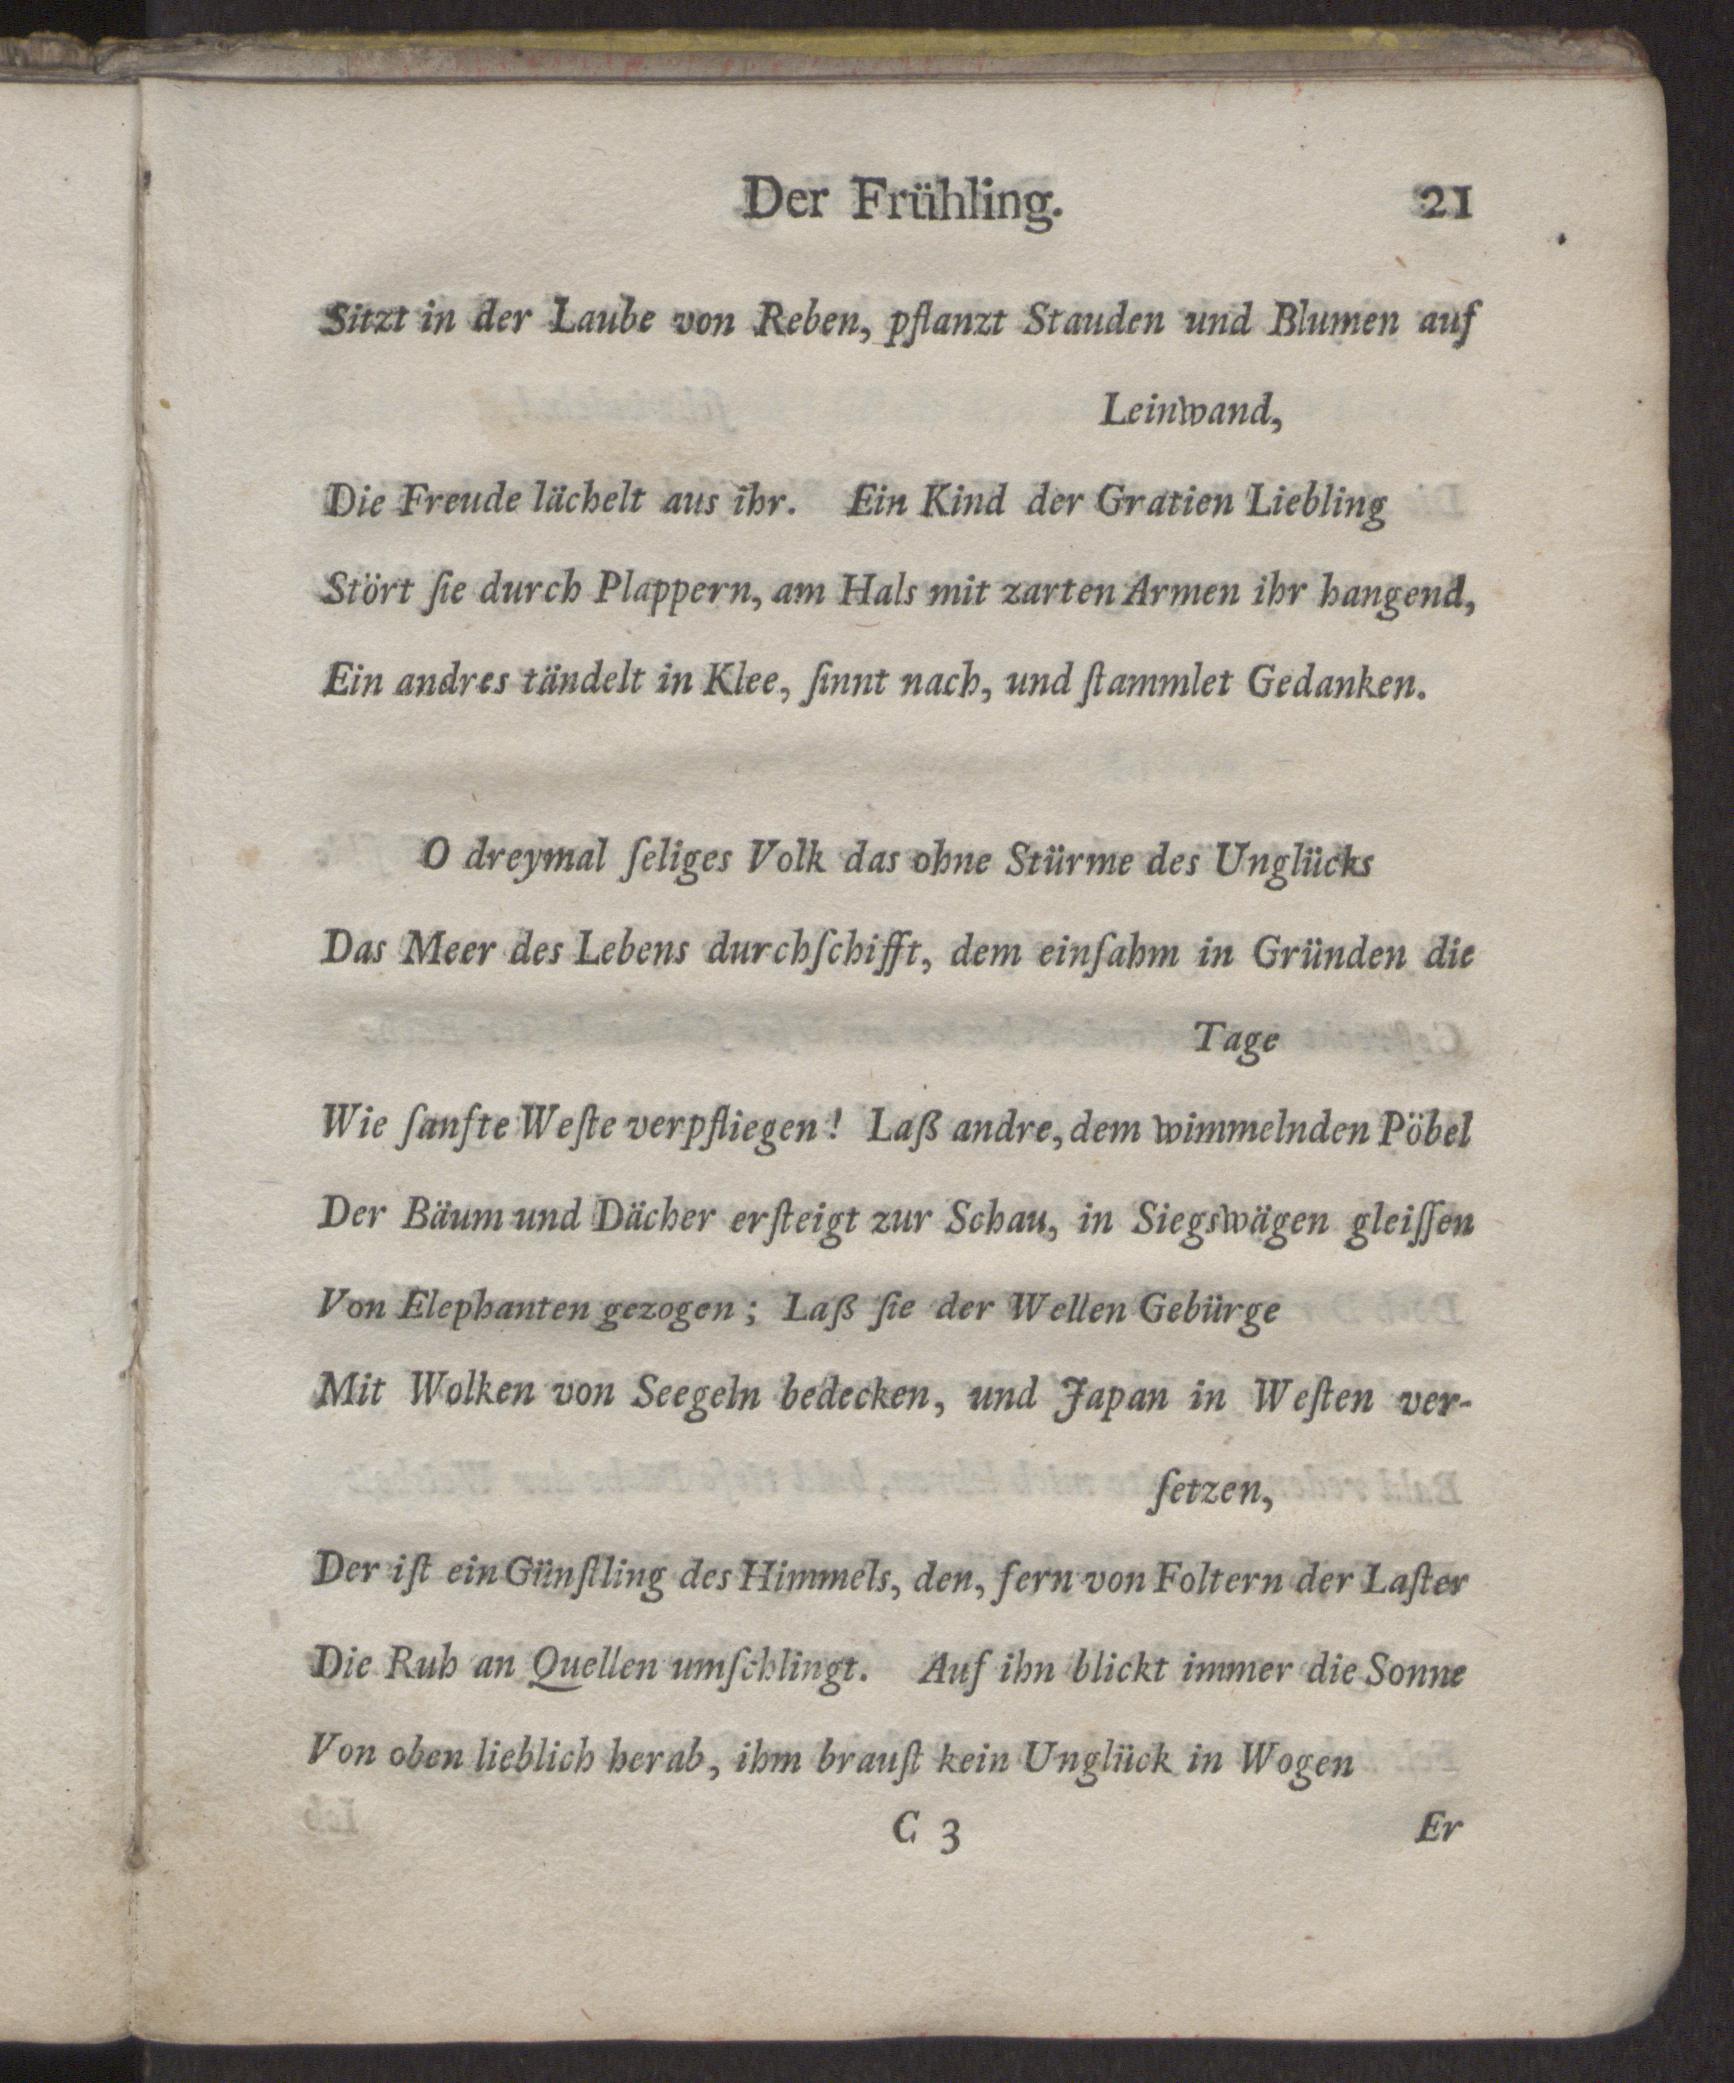 Der Frühling. 21
Sitzt in der Laube von Reben, pflanzt Stauden und Blumen auf
Leinwand,
Die Freude lächelt aus ihr. Ein Kind der Gratien Liebling
Stört ſie durch Plappern, am Hals mit zarten Armen ihr hangend,
Ein andres tändelt in Klee, ſinnt nach, und ſtammlet Gedanken.
O dreymal ſeliges Volk das ohne Stürme des Unglücks
Das Meer des Lebens durchſchifft, dem einſahm in Gründen die
Tage
Wie ſanfte Weſte verpfliegen! Laß andre, dem wimmelnden Pöbel
Der Bäum und Dächer erſteigt zur Schau, in Siegswägen gleiſſen
Von Elephanten gezogen; Laß ſie der Wellen Gebürge
Mit Wolken von Seegeln bedecken, und Japan in Weſten ver-
ſetzen,
Der iſt ein Günſtling des Himmels, den, fern von Foltern der Laſter
Die Ruh an Quellen umſchlingt. Auf ihn blickt immer die Sonne
Von oben lieblich herab, ihm brauſt kein Unglück in Wogen
C 3 Er